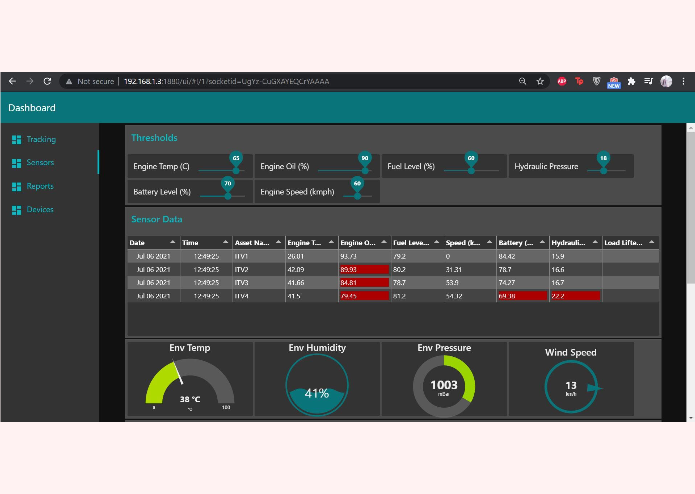 Not secure | 192.168.1.3:1880/ui/#!/1?socketid=UgYz-CuGXAYEQCrYAAAA
ABP
NEW
Dashboard
Tracking
Sensors
Reports
Devices
Thresholds
Engine Temp (C) 65 Engine Oil (%) 90 Fuel Level (%) 60 Hydraulic Pressure 18
Battery Level (%) 70 Engine Speed (kmph) 60
Sensor Data
Date Time Asset Na... Engine T... Engine O... Fuel Leve... Speed (k... Battery (... Hydrauli... Load Lifte...
Jul 06 2021 12:49:25 ITV1 26.01 93.73 79.2 0 84.42 15.9
Jul 06 2021 12:49:25 ITV2 42.09 89.93 80.2 31.31 78.7 16.6
Jul 06 2021 12:49:25 ITV3 41.66 84.81 78.7 53.9 74.27 16.7
Jul 06 2021 12:49:25 ITV4 41.5 79.45 81.2 54.32 69.38 22.2
Env Temp
38 °C
0 °C 100
Env Humidity
41%
Env Pressure
1003
mBar
Wind Speed
13
km/h